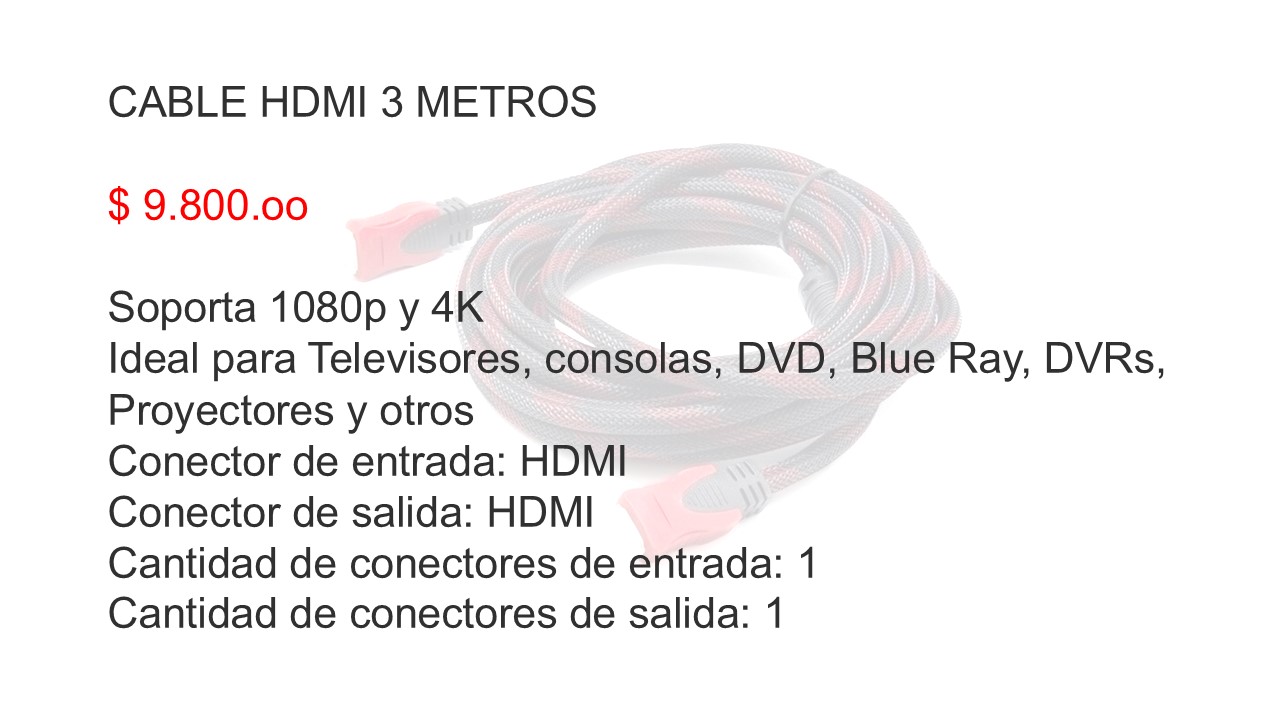 CABLE HDMI 3 METROS
$ 9.800.oo
Soporta 1080p y 4K
Ideal para Televisores, consolas, DVD, Blue Ray, DVRs,
Proyectores y otros
Conector de entrada: HDMI
Conector de salida: HDMI
Cantidad de conectores de entrada: 1
Cantidad de conectores de salida: 1